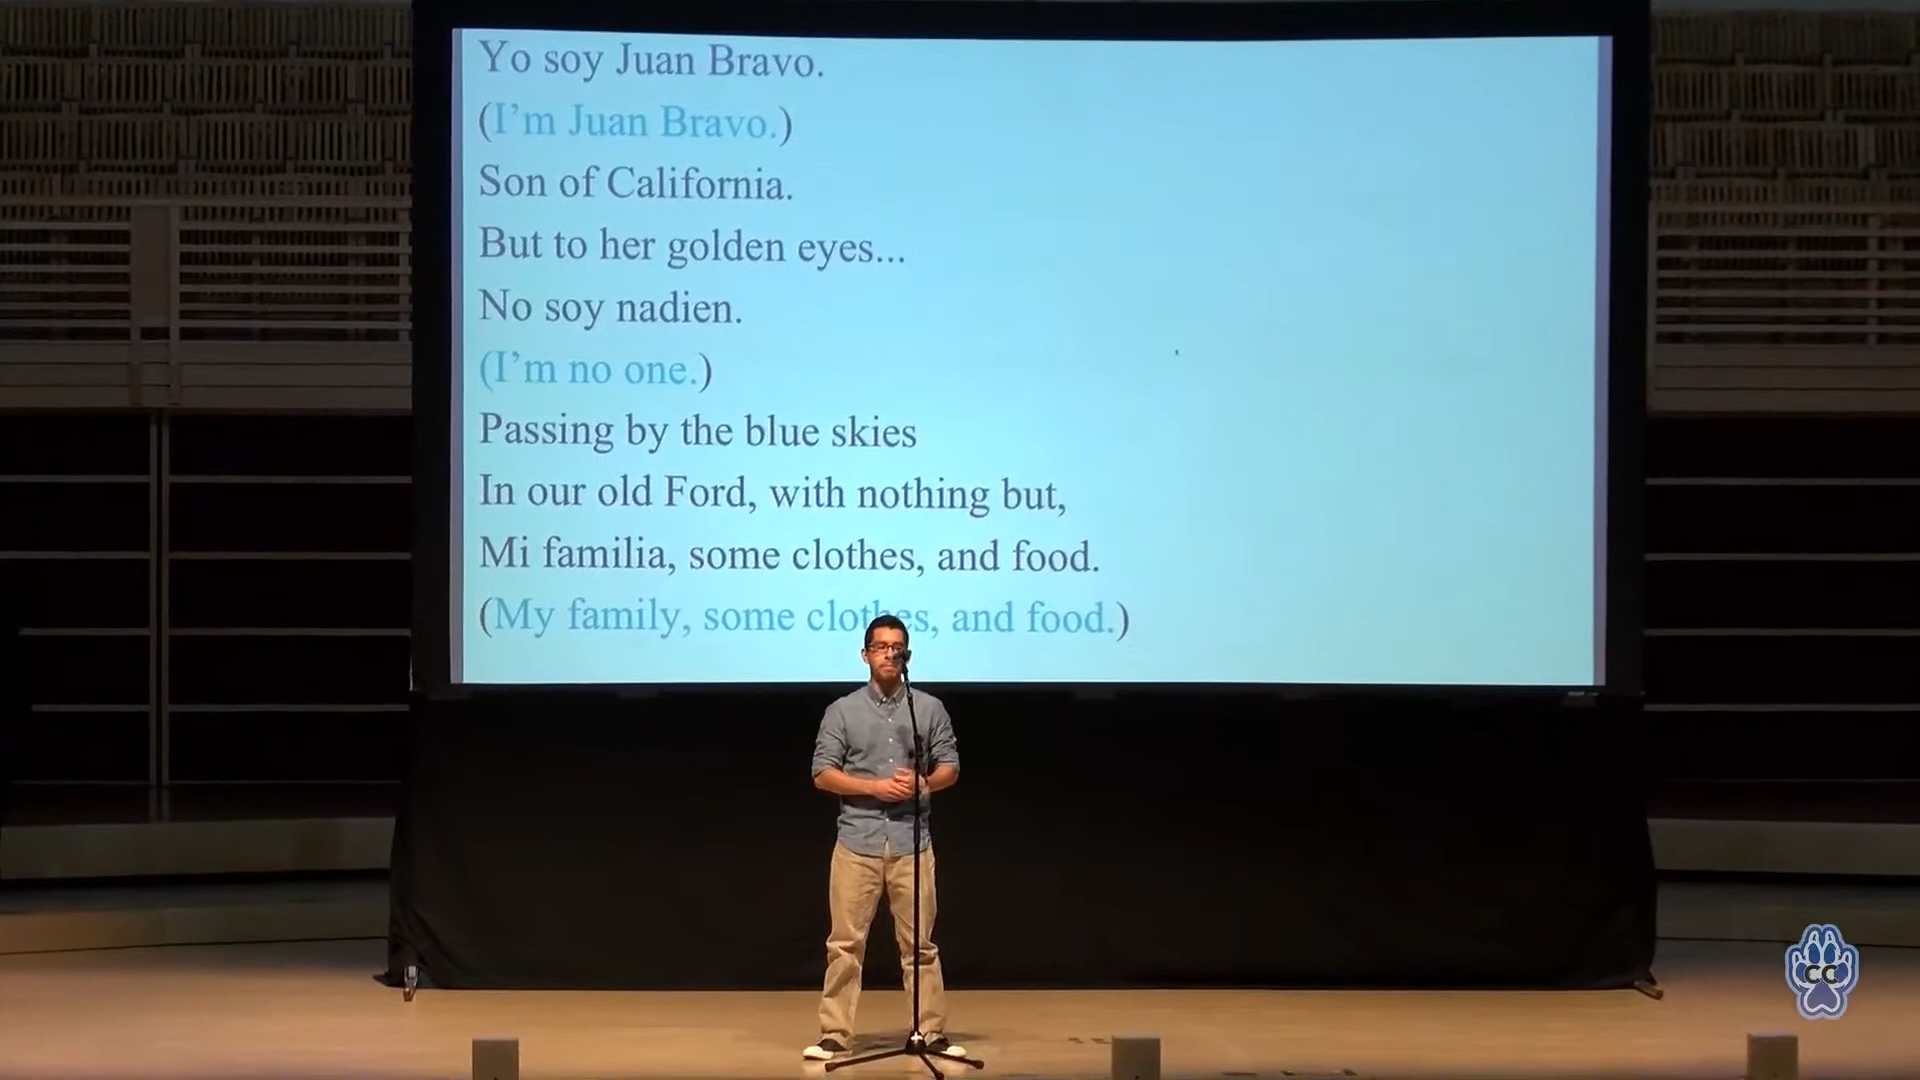 Yo soy Juan Bravo.
(I'm Juan Bravo.)
Son of California.
But to her golden eyes...
No soy nadien.
(I'm no one.)
Passing by the blue skies
In our old Ford, with nothing but,
Mi familia, some clothes, and food.
(My family, some clothes, and food.)
CC